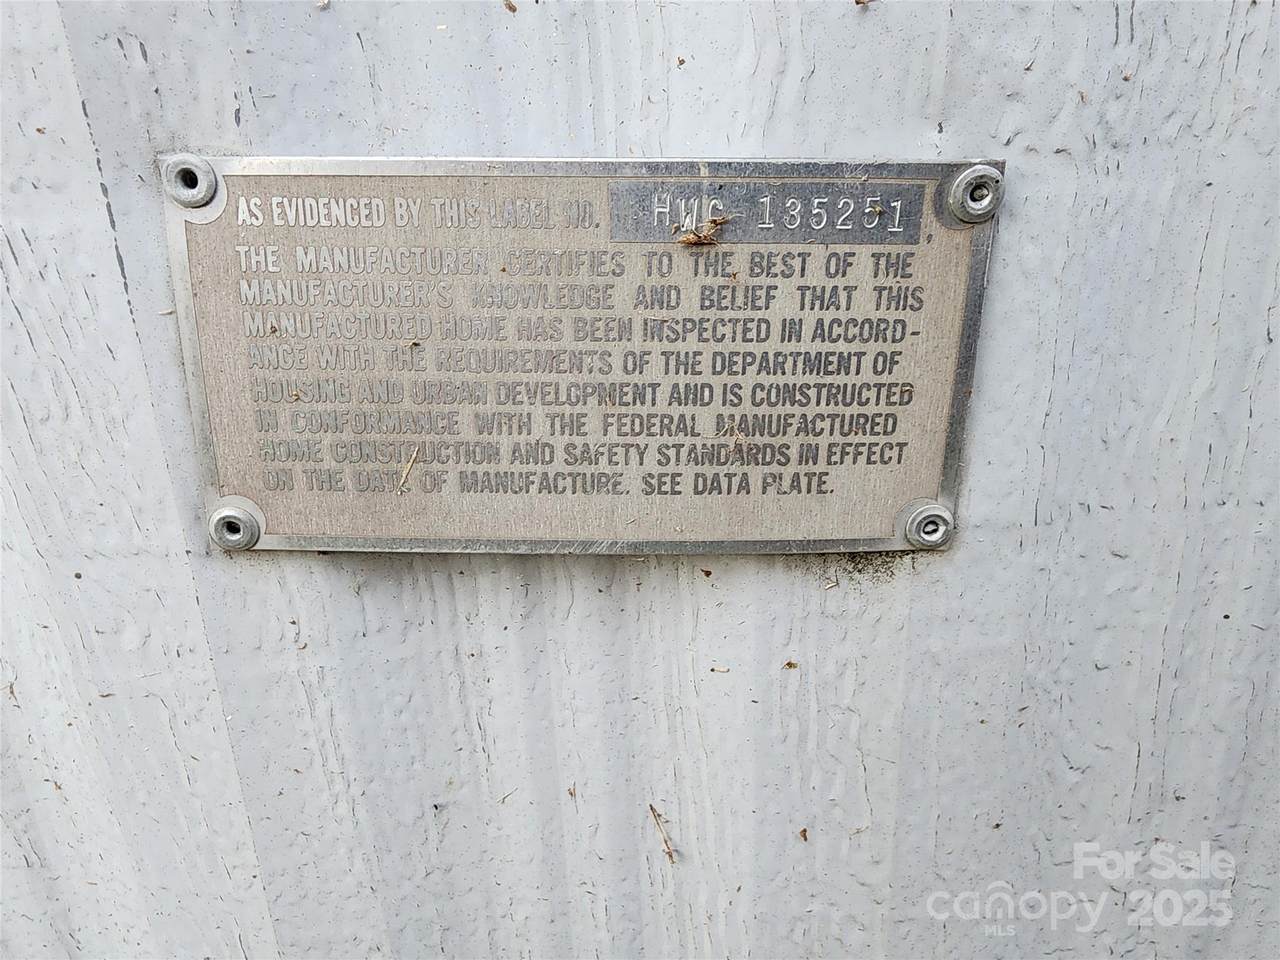 AS EVIDENCED BY THIS LABEL NO. HWC 135251,
THE MANUFACTURER CERTIFIES TO THE BEST OF THE
MANUFACTURER'S KNOWLEDGE AND BELIEF THAT THIS
MANUFACTURED HOME HAS BEEN INSPECTED IN ACCORD-
ANCE WITH THE REQUIREMENTS OF THE DEPARTMENT OF
HOUSING AND URBAN DEVELOPMENT AND IS CONSTRUCTED
IN CONFORMANCE WITH THE FEDERAL MANUFACTURED
HOME CONSTRUCTION AND SAFETY STANDARDS IN EFFECT
ON THE DATE OF MANUFACTURE. SEE DATA PLATE.
For Sale
canopy 2025
MLS